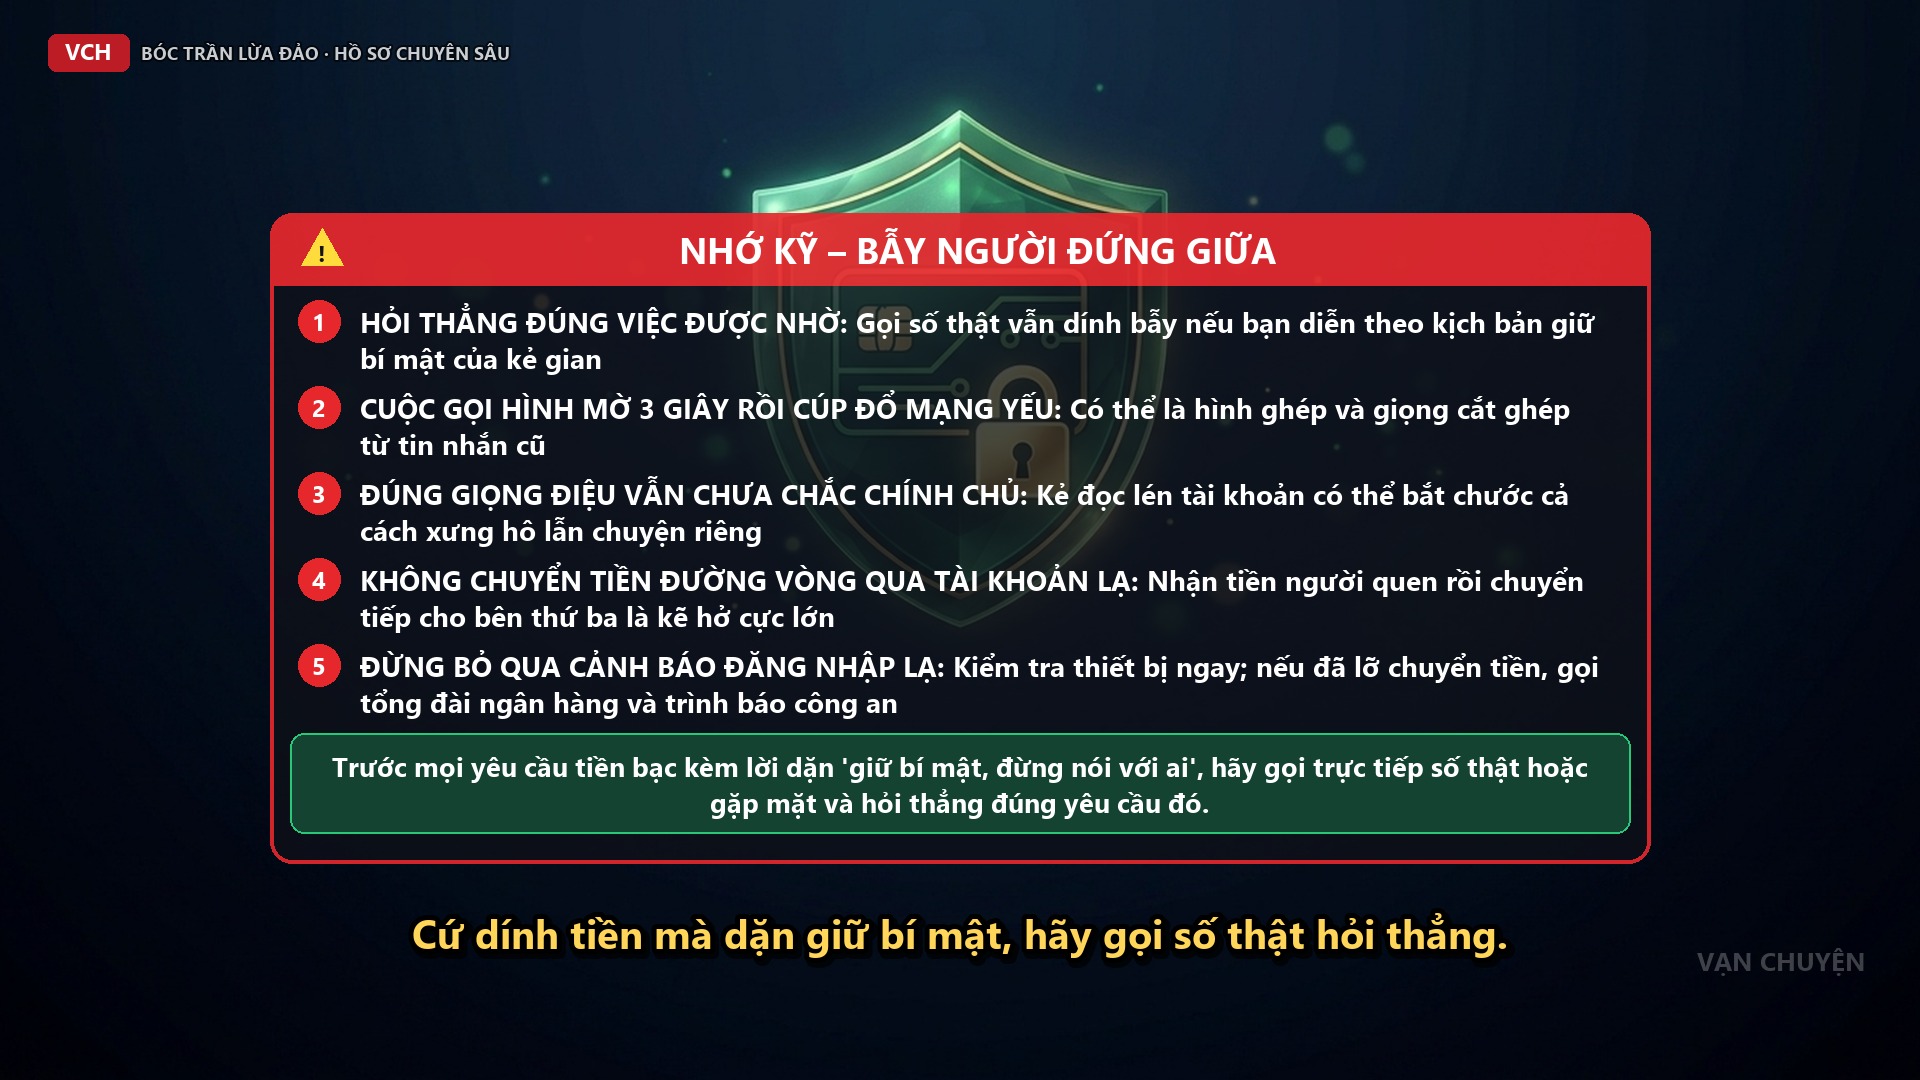 VCH
BÓC TRẦN LỪA ĐẢO · HỒ SƠ CHUYÊN SÂU
!
NHỚ KỸ – BẪY NGƯỜI ĐỨNG GIỮA
1 HỎI THẲNG ĐÚNG VIỆC ĐƯỢC NHỜ: Gọi số thật vẫn dính bẫy nếu bạn diễn theo kịch bản giữ
bí mật của kẻ gian
2 CUỘC GỌI HÌNH MỜ 3 GIÂY RỒI CÚP ĐỔ MẠNG YẾU: Có thể là hình ghép và giọng cắt ghép
từ tin nhắn cũ
3 ĐÚNG GIỌNG ĐIỆU VẪN CHƯA CHẮC CHÍNH CHỦ: Kẻ đọc lén tài khoản có thể bắt chước cả
cách xưng hô lẫn chuyện riêng
4 KHÔNG CHUYỂN TIỀN ĐƯỜNG VÒNG QUA TÀI KHOẢN LẠ: Nhận tiền người quen rồi chuyển
tiếp cho bên thứ ba là kẽ hở cực lớn
5 ĐỪNG BỎ QUA CẢNH BÁO ĐĂNG NHẬP LẠ: Kiểm tra thiết bị ngay; nếu đã lỡ chuyển tiền, gọi
tổng đài ngân hàng và trình báo công an
Trước mọi yêu cầu tiền bạc kèm lời dặn 'giữ bí mật, đừng nói với ai', hãy gọi trực tiếp số thật hoặc
gặp mặt và hỏi thẳng đúng yêu cầu đó.
Cứ dính tiền mà dặn giữ bí mật, hãy gọi số thật hỏi thẳng.
VẠN CHUYỆN